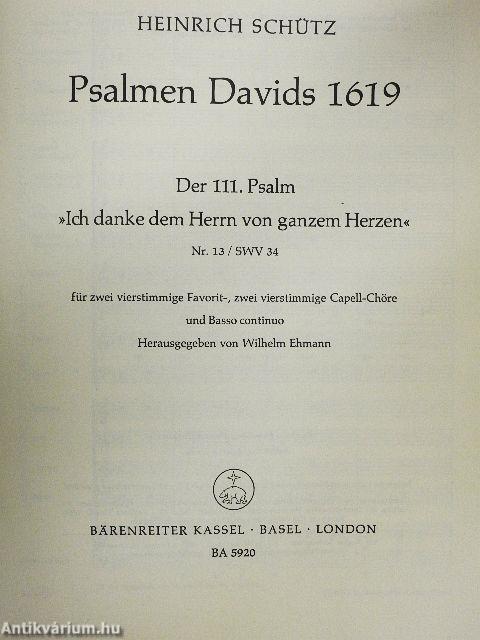 HEINRICH SCHÜTZ
Psalmen Davids 1619
Der 111. Psalm
»Ich danke dem Herrn von ganzem Herzen«
Nr. 13 / SWV 34
für zwei vierstimmige Favorit-, zwei vierstimmige Capell-Chöre
und Basso continuo
Herausgegeben von Wilhelm Ehmann
BÄRENREITER KASSEL · BASEL · LONDON
BA 5920
Antikvárium.hu